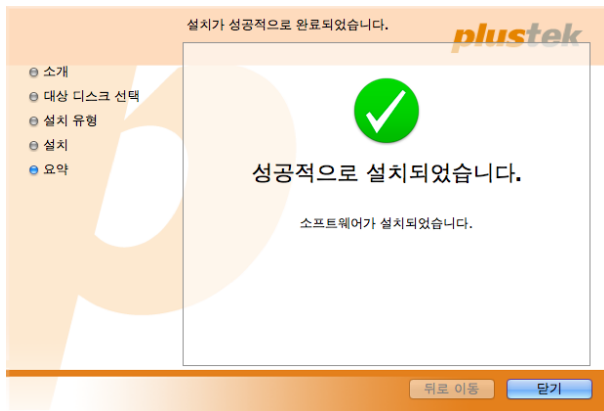 설치가 성공적으로 완료되었습니다.
plustek
소개
대상 디스크 선택
설치 유형
설치
요약
성공적으로 설치되었습니다.
소프트웨어가 설치되었습니다.
뒤로 이동
닫기